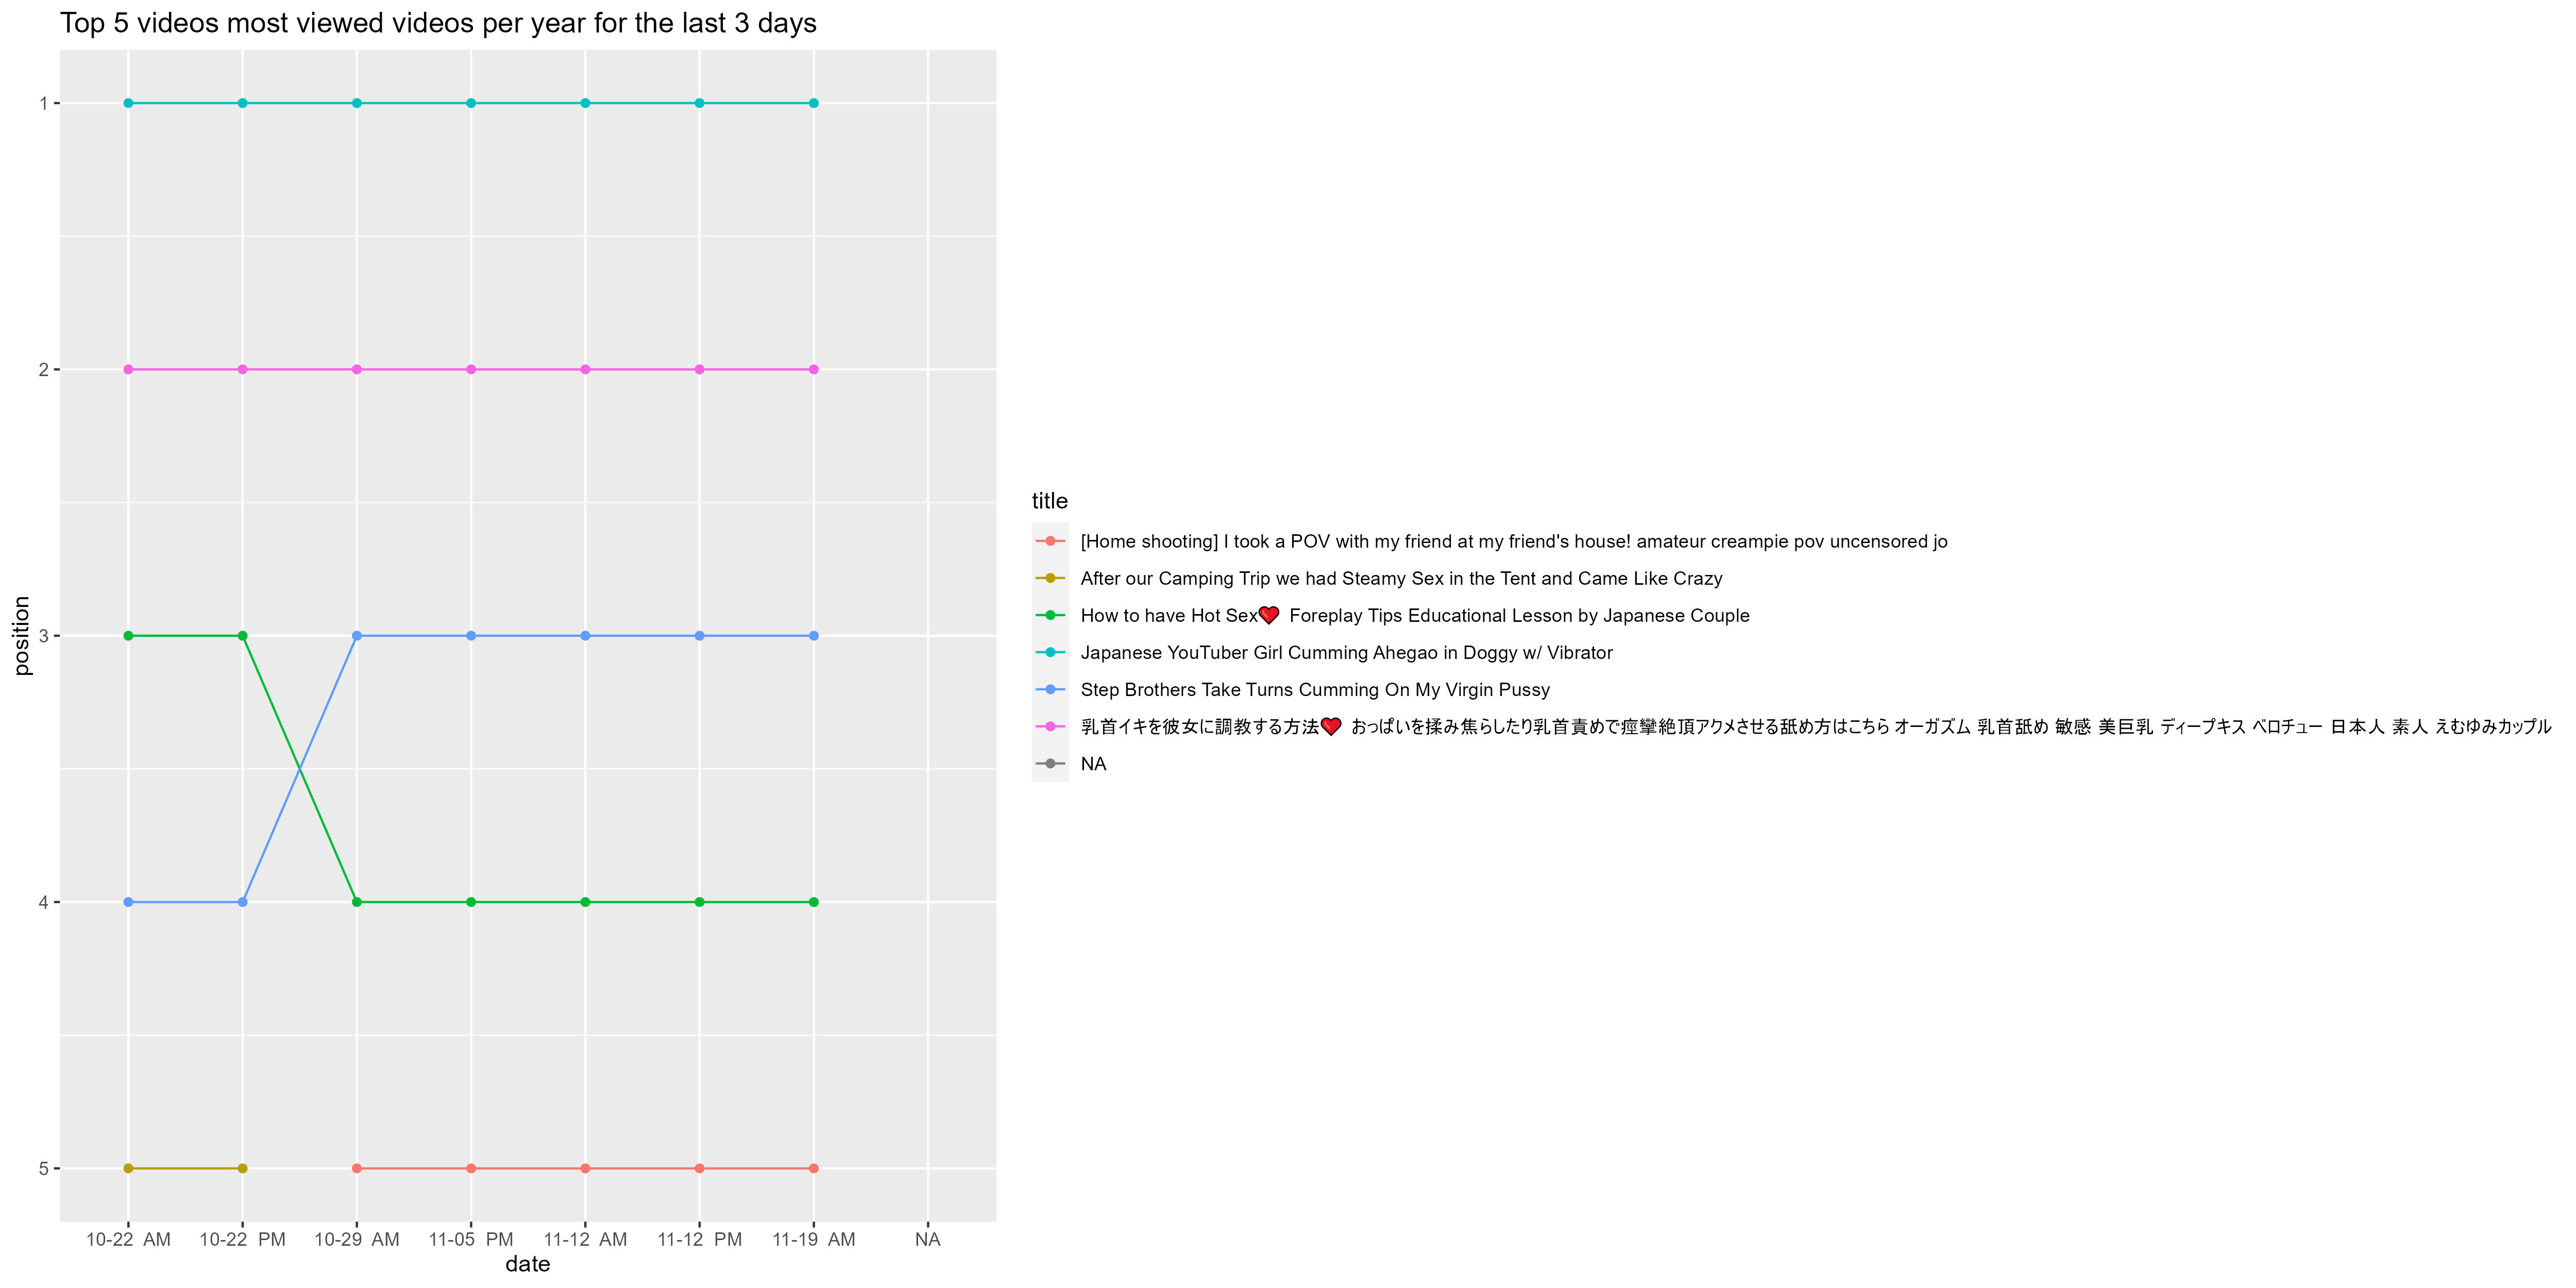 Top 5 videos most viewed videos per year for the last 3 days
position
1
2
3
4
5
10-22 AM 10-22 PM 10-29 AM 11-05 PM 11-12 AM 11-12 PM 11-19 AM NA
date
title
[Home shooting] I took a POV with my friend at my friend's house! amateur creampie pov uncensored jo
After our Camping Trip we had Steamy Sex in the Tent and Came Like Crazy
How to have Hot Sex❤️ Foreplay Tips Educational Lesson by Japanese Couple
Japanese YouTuber Girl Cumming Ahegao in Doggy w/ Vibrator
Step Brothers Take Turns Cumming On My Virgin Pussy
乳首イキを彼女に調教する方法❤️ おっぱいを揉み焦らしたり乳首責めで痙攣絶頂アクメさせる舐め方はこちら オーガズム 乳首舐め 敏感 美巨乳 ディープキス ベロチュー 日本人 素人 えむゆみカップル
NA